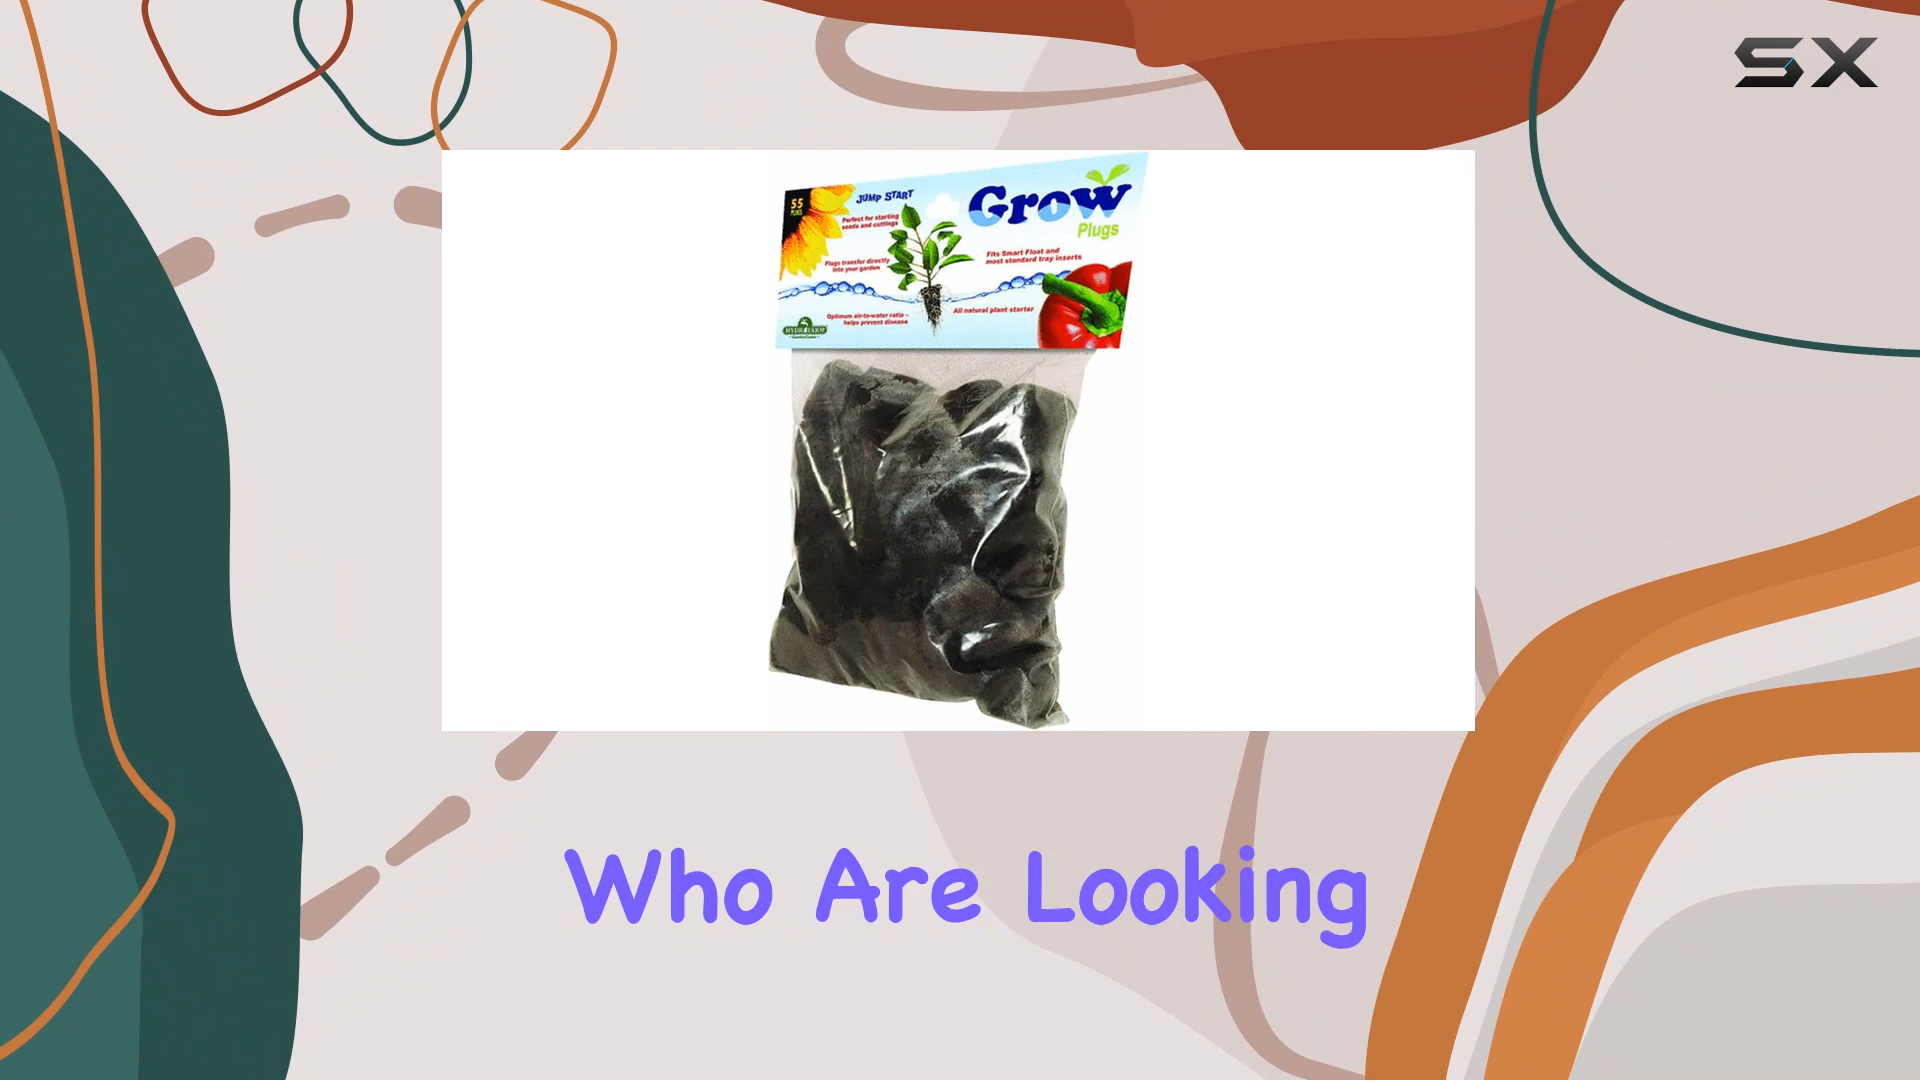 SX
55
PLUGS
JUMP START
Perfect for starting
seeds and cuttings
Plugs transfer directly
into your garden
Optimum air-to-water ratio –
helps prevent disease
HYDROFARM
Grow
Plugs
Fits Smart Float and
most standard tray inserts
All natural plant starter
Who Are Looking